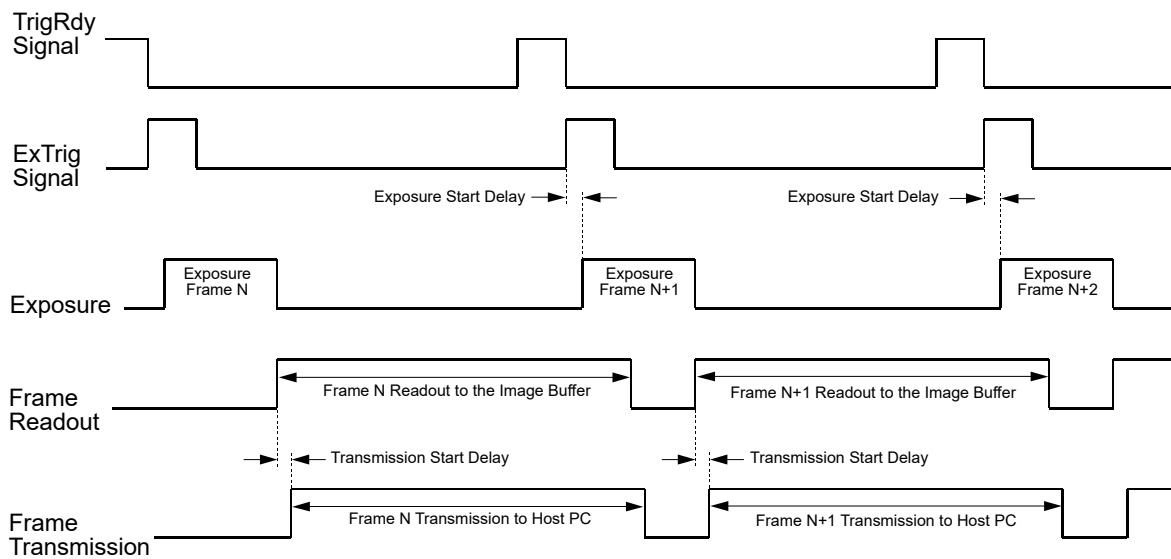 TrigRdy
Signal
ExTrig
Signal
Exposure Start Delay
Exposure Start Delay
Exposure
Exposure
Frame N
Exposure
Frame N+1
Exposure
Frame N+2
Frame
Readout
Frame N Readout to the Image Buffer
Frame N+1 Readout to the Image Buffer
Transmission Start Delay
Transmission Start Delay
Frame
Transmission
Frame N Transmission to Host PC
Frame N+1 Transmission to Host PC